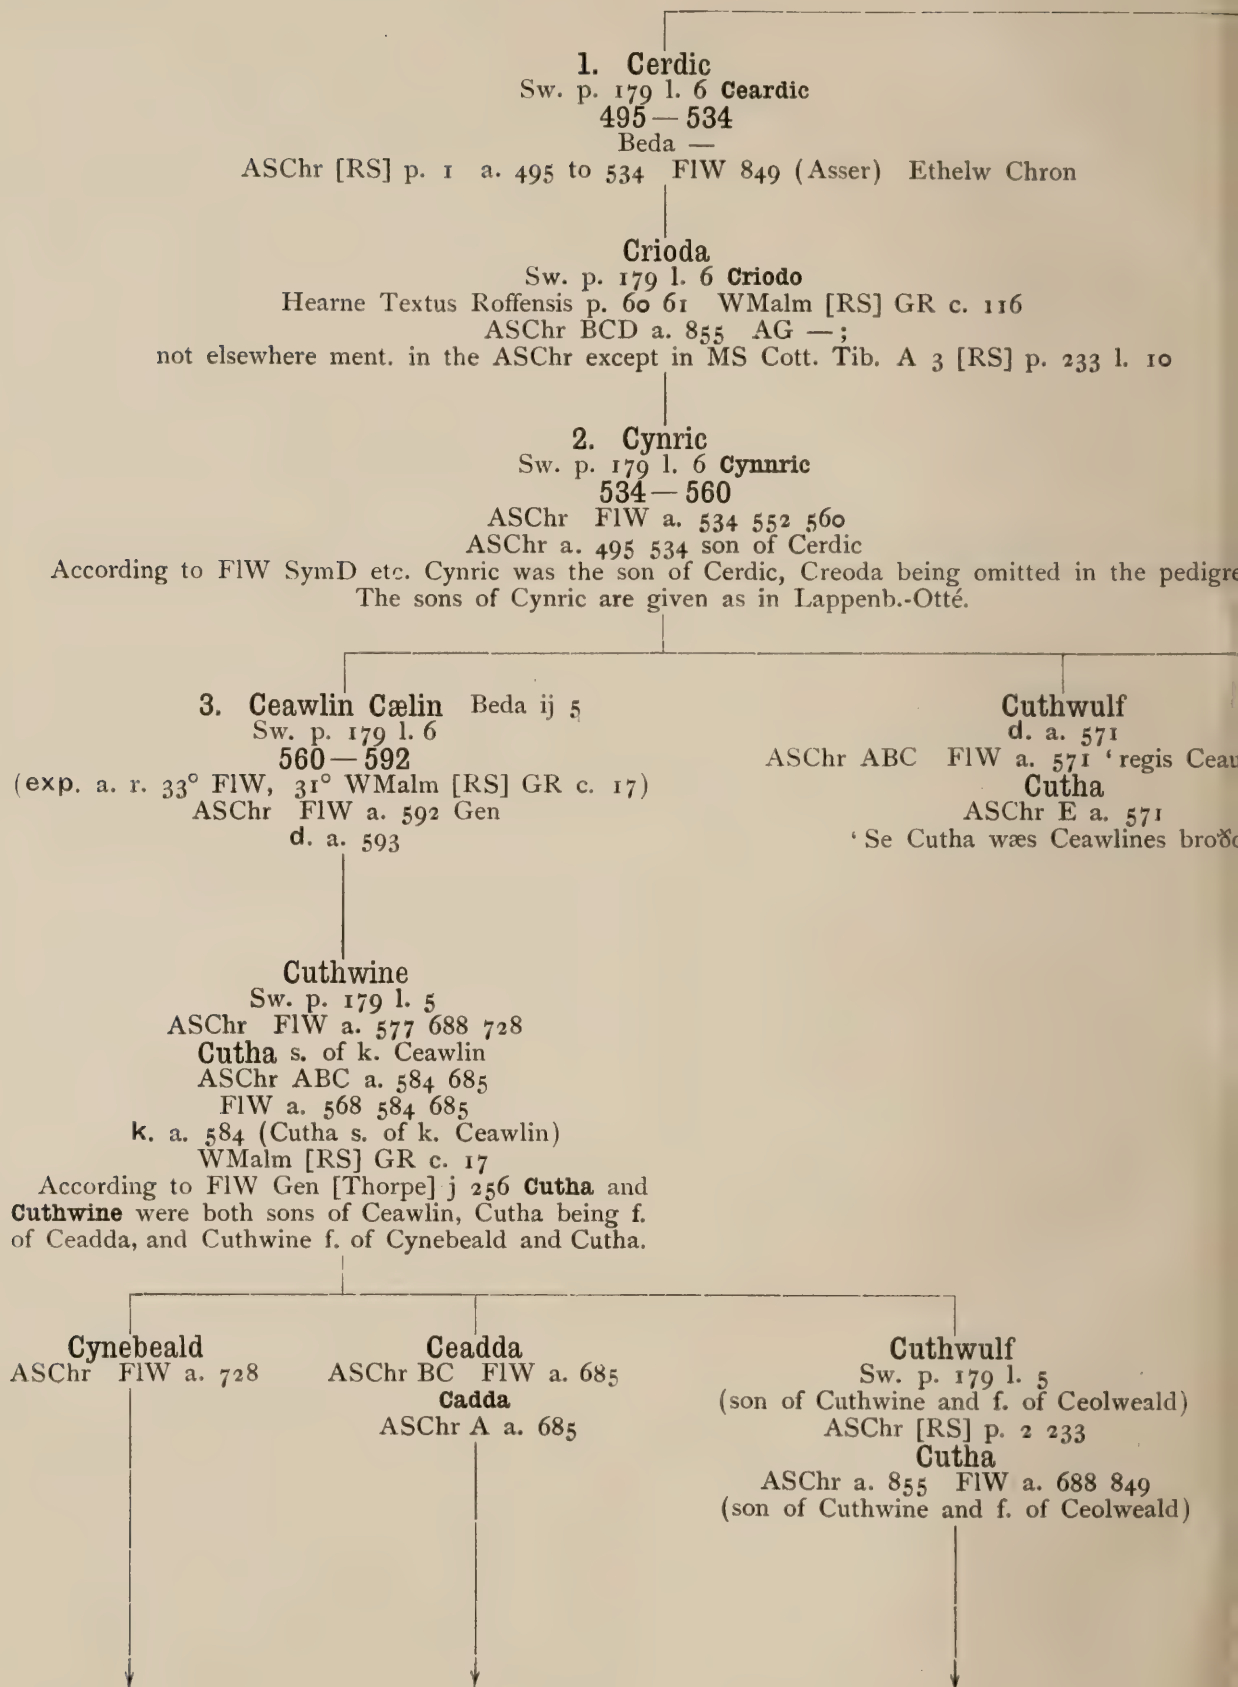 1. Cerdic
Sw. p. 179 l. 6 Ceardic
495 — 534
Beda —
ASChr [RS] p. 1 a. 495 to 534 FlW 849 (Asser) Ethelw Chron
Crioda
Sw. p. 179 l. 6 Criodo
Hearne Textus Roffensis p. 60 61 WMalm [RS] GR c. 116
ASChr BCD a. 855 AG — ;
not elsewhere ment. in the ASChr except in MS Cott. Tib. A 3 [RS] p. 233 l. 10
2. Cynric
Sw. p. 179 l. 6 Cynnric
534 — 560
ASChr FlW a. 534 552 560
ASChr a. 495 534 son of Cerdic
According to FlW SymD etc. Cynric was the son of Cerdic, Creoda being omitted in the pedigre
The sons of Cynric are given as in Lappenb.-Otté.
3. Ceawlin Cælin Beda ij 5
Sw. p. 179 l. 6
560 — 592
(exp. a. r. 33° FlW, 31° WMalm [RS] GR c. 17)
ASChr FlW a. 592 Gen
d. a. 593
Cuthwulf
d. a. 571
ASChr ABC FlW a. 571 ‘ regis Ceau
Cutha
ASChr E a. 571
‘ Se Cutha wæs Ceawlines broðo
Cuthwine
Sw. p. 179 l. 5
ASChr FlW a. 577 688 728
Cutha s. of k. Ceawlin
ASChr ABC a. 584 685
FlW a. 568 584 685
k. a. 584 (Cutha s. of k. Ceawlin)
WMalm [RS] GR c. 17
According to FlW Gen [Thorpe] j 256 Cutha and
Cuthwine were both sons of Ceawlin, Cutha being f.
of Ceadda, and Cuthwine f. of Cynebeald and Cutha.
Cynebeald
ASChr FlW a. 728
Ceadda
ASChr BC FlW a. 685
Cadda
ASChr A a. 685
Cuthwulf
Sw. p. 179 l. 5
(son of Cuthwine and f. of Ceolweald)
ASChr [RS] p. 2 233
Cutha
ASChr a. 855 FlW a. 688 849
(son of Cuthwine and f. of Ceolweald)